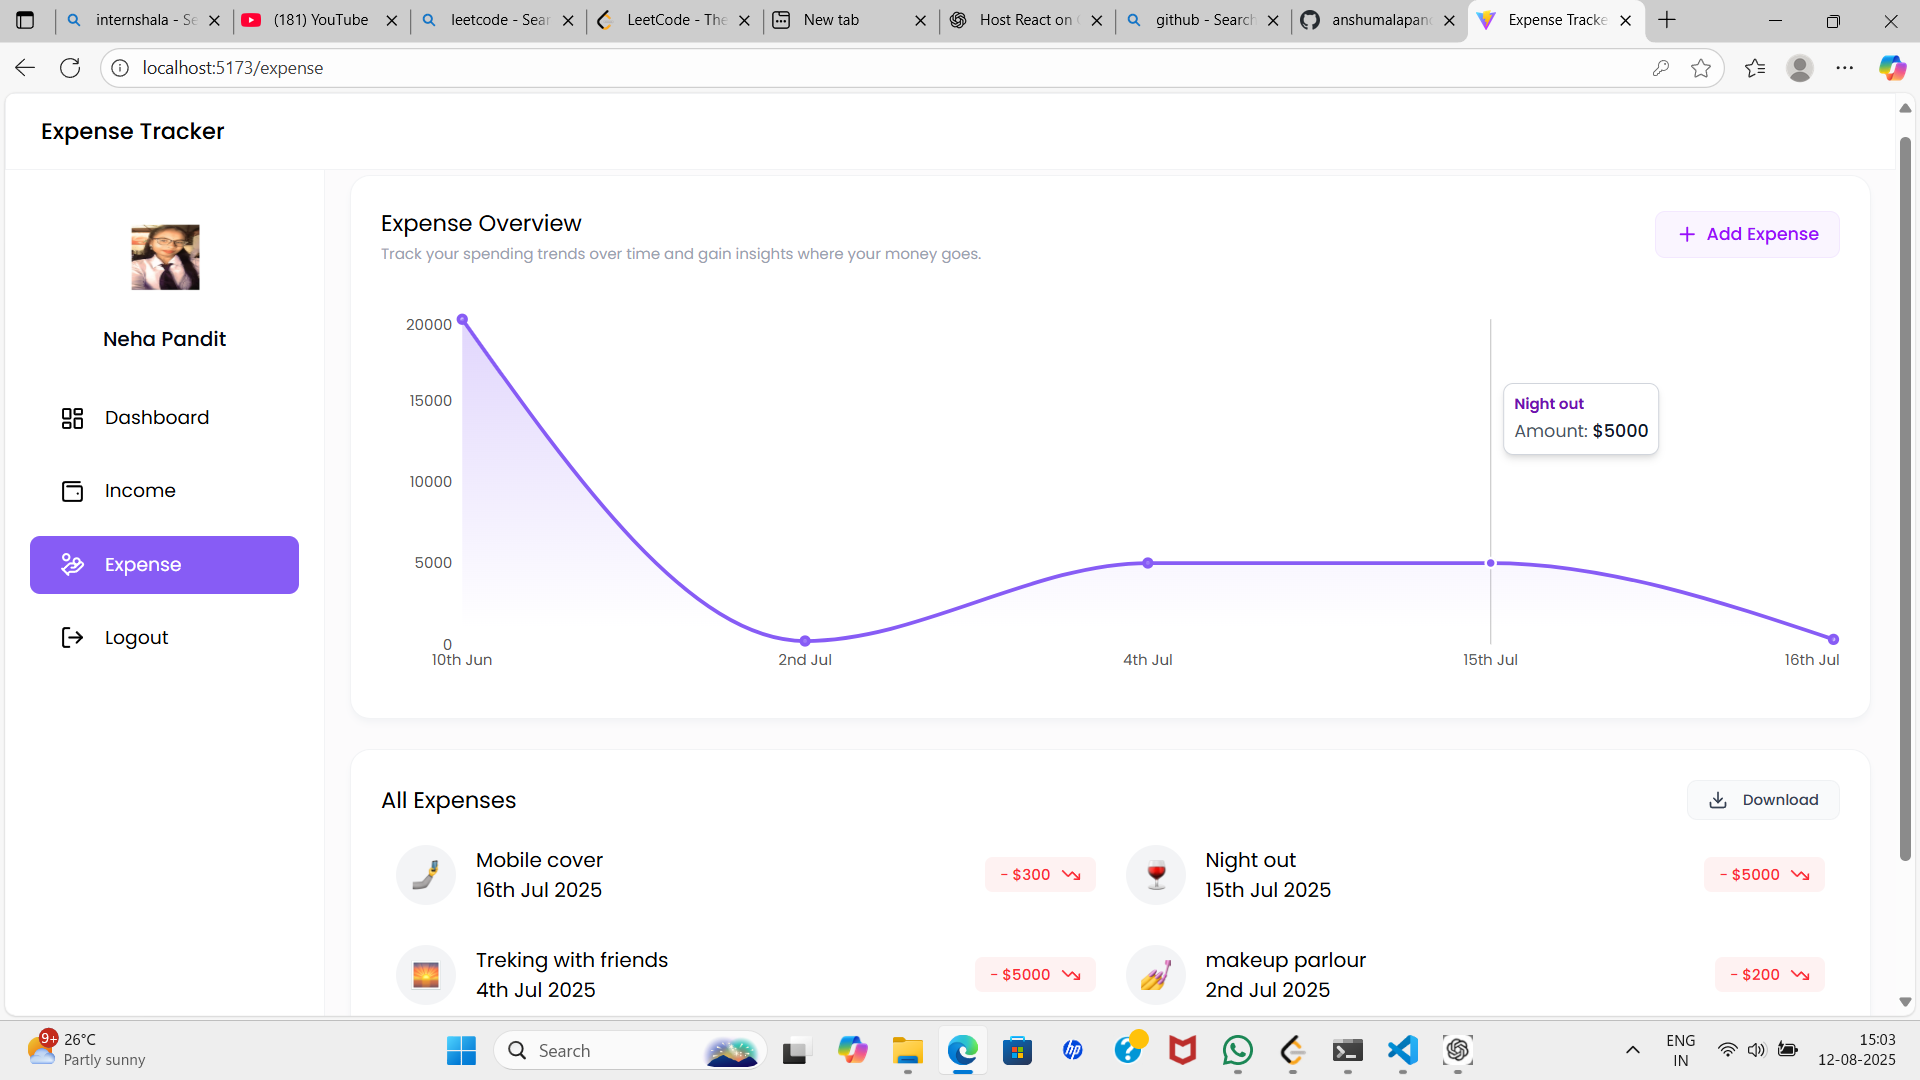 internshala - Se
(181) YouTube
leetcode - Sear
LeetCode - The
New tab
Host React on
github - Search
anshumalapan
Expense Tracke
localhost:5173/expense
Expense Tracker
Neha Pandit
Dashboard
Income
Expense
Logout
Expense Overview
Track your spending trends over time and gain insights where your money goes.
+ Add Expense
20000
15000
10000
5000
0
10th Jun
2nd Jul
4th Jul
15th Jul
16th Jul
Night out
Amount: $5000
All Expenses
Download
Mobile cover
16th Jul 2025
- $300
Night out
15th Jul 2025
- $5000
Treking with friends
4th Jul 2025
- $5000
makeup parlour
2nd Jul 2025
- $200
9+
26°C
Partly sunny
Search
hp
ENG
IN
15:03
12-08-2025